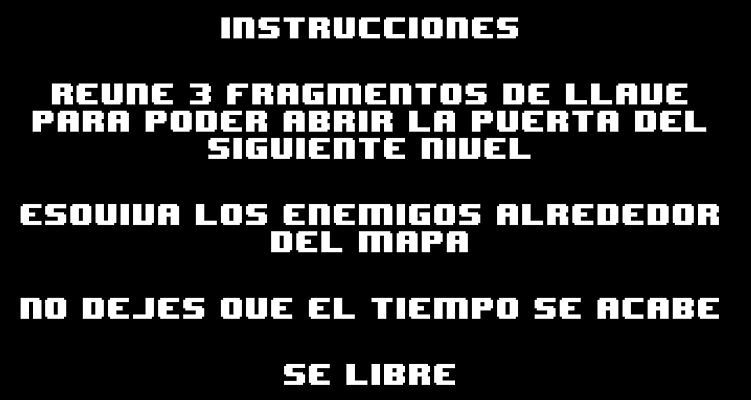 INSTRUCCIONES
REUNE 3 FRAGMENTOS DE LLAVE
PARA PODER ABRIR LA PUERTA DEL
SIGUIENTE NIVEL
ESQUIVA LOS ENEMIGOS ALREDEDOR
DEL MAPA
NO DEJES QUE EL TIEMPO SE ACABE
SE LIBRE